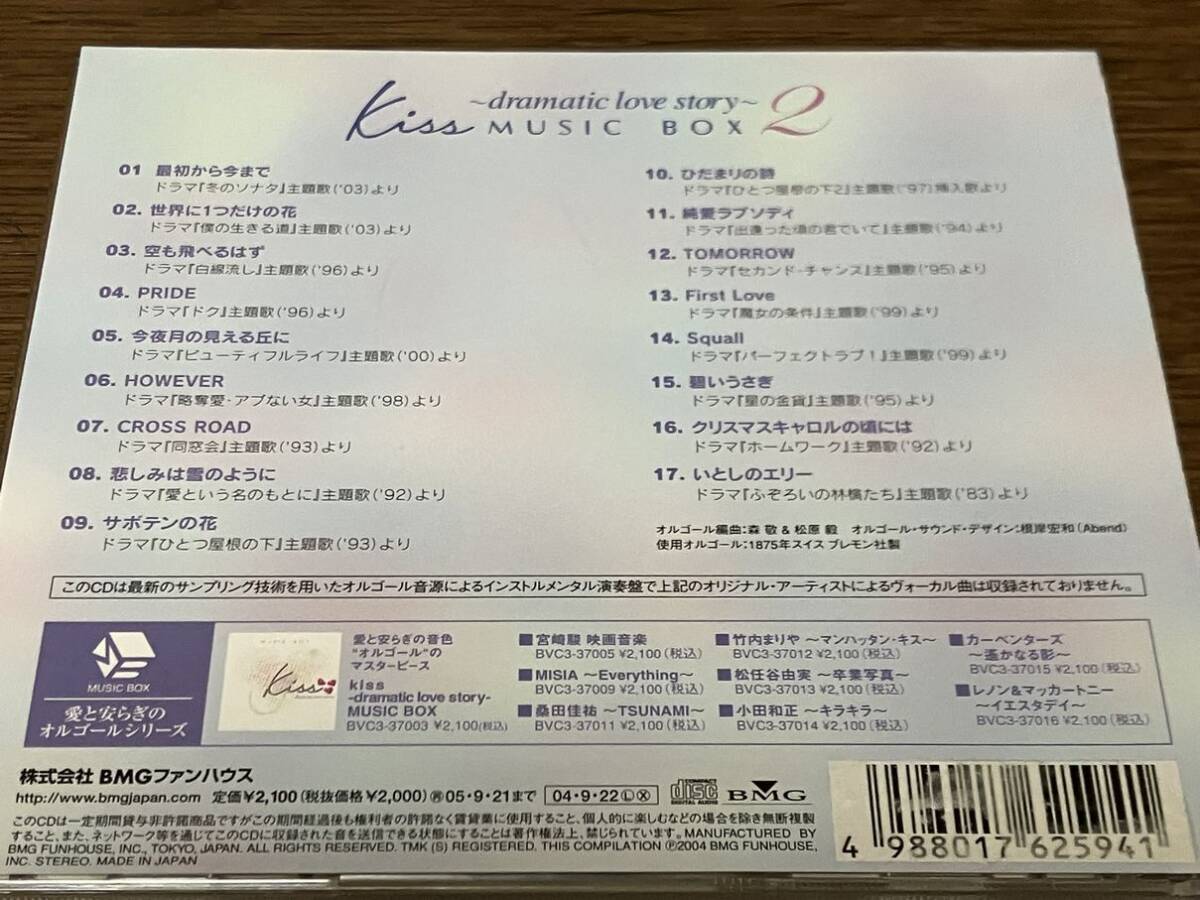 ~dramatic love story~
Kiss MUSIC BOX 2
01 最初から今まで
ドラマ『冬のソナタ』主題歌('03)より
02. 世界に1つだけの花
ドラマ『僕の生きる道』主題歌('03)より
03. 空も飛べるはず
ドラマ『白線流し』主題歌('96)より
04. PRIDE
ドラマ『ドク』主題歌('96)より
05. 今夜月の見える丘に
ドラマ『ビューティフルライフ』主題歌('00)より
06. HOWEVER
ドラマ『略奪愛・アブない女』主題歌('98)より
07. CROSS ROAD
ドラマ『同窓会』主題歌('93)より
08. 悲しみは雪のように
ドラマ『愛という名のもとに』主題歌('92)より
09. サボテンの花
ドラマ『ひとつ屋根の下』主題歌('93)より
10. ひだまりの詩
ドラマ『ひとつ屋根の下2』主題歌('97)挿入歌より
11. 純愛ラプソディ
ドラマ『出逢った頃の君でいて』主題歌('94)より
12. TOMORROW
ドラマ『セカンド・チャンス』主題歌('95)より
13. First Love
ドラマ『魔女の条件』主題歌('99)より
14. Squall
ドラマ『パーフェクトラブ!』主題歌('99)より
15. 碧いうさぎ
ドラマ『星の金貨』主題歌('95)より
16. クリスマスキャロルの頃には
ドラマ『ホームワーク』主題歌('92)より
17. いとしのエリー
ドラマ『ふぞろいの林檎たち』主題歌('83)より
オルゴール編曲:森 敬 & 松原 毅 オルゴール・サウンド・デザイン:根岸宏和(Abend)
使用オルゴール:1875年スイス ブレモン社製
このCDは最新のサンプリング技術を用いたオルゴール音源によるインストルメンタル演奏盤で上記のオリジナル・アーティストによるヴォーカル曲は収録されておりません。
MUSIC BOX
愛と安らぎの
オルゴールシリーズ
Kiss
愛と安らぎの音色
"オルゴール"の
マスターピース
kiss
-dramatic love story-
MUSIC BOX
BVC3-37003 ¥2,100(税込)
■宮崎駿 映画音楽
BVC3-37005 ¥2,100(税込)
■MISIA ~Everything~
BVC3-37009 ¥2,100(税込)
■桑田佳祐 ~TSUNAMI~
BVC3-37011 ¥2,100(税込)
■竹内まりや ~マンハッタン・キス~
BVC3-37012 ¥2,100(税込)
■松任谷由実 ~卒業写真~
BVC3-37013 ¥2,100(税込)
■小田和正 ~キラキラ~
BVC3-37014 ¥2,100(税込)
■カーペンターズ
~遥かなる影~
BVC3-37015 ¥2,100(税込)
■レノン&マッカートニー
~イエスタデイ~
BVC3-37016 ¥2,100(税込)
株式会社 BMGファンハウス
http://www.bmgjapan.com 定価¥2,100(税抜価格¥2,000) ㊢05・9・21まで 04・9・22ⓁⓍ
disc DIGITAL AUDIO BMG
このCDは一定期間貸与非許諾商品ですがこの期間経過後も権利者の許諾なく賃貸業に使用すること、個人的に楽しむなどの場合を除き無断複製
すること、また、ネットワーク等を通じてこのCDに収録された音を送信できる状態にすることは著作権法上、禁じられています。MANUFACTURED BY
BMG FUNHOUSE, INC., TOKYO, JAPAN. ALL RIGHTS RESERVED. TMK (S) REGISTERED. THIS COMPILATION Ⓟ2004 BMG FUNHOUSE,
INC. STEREO. MADE IN JAPAN
4 988017 625941